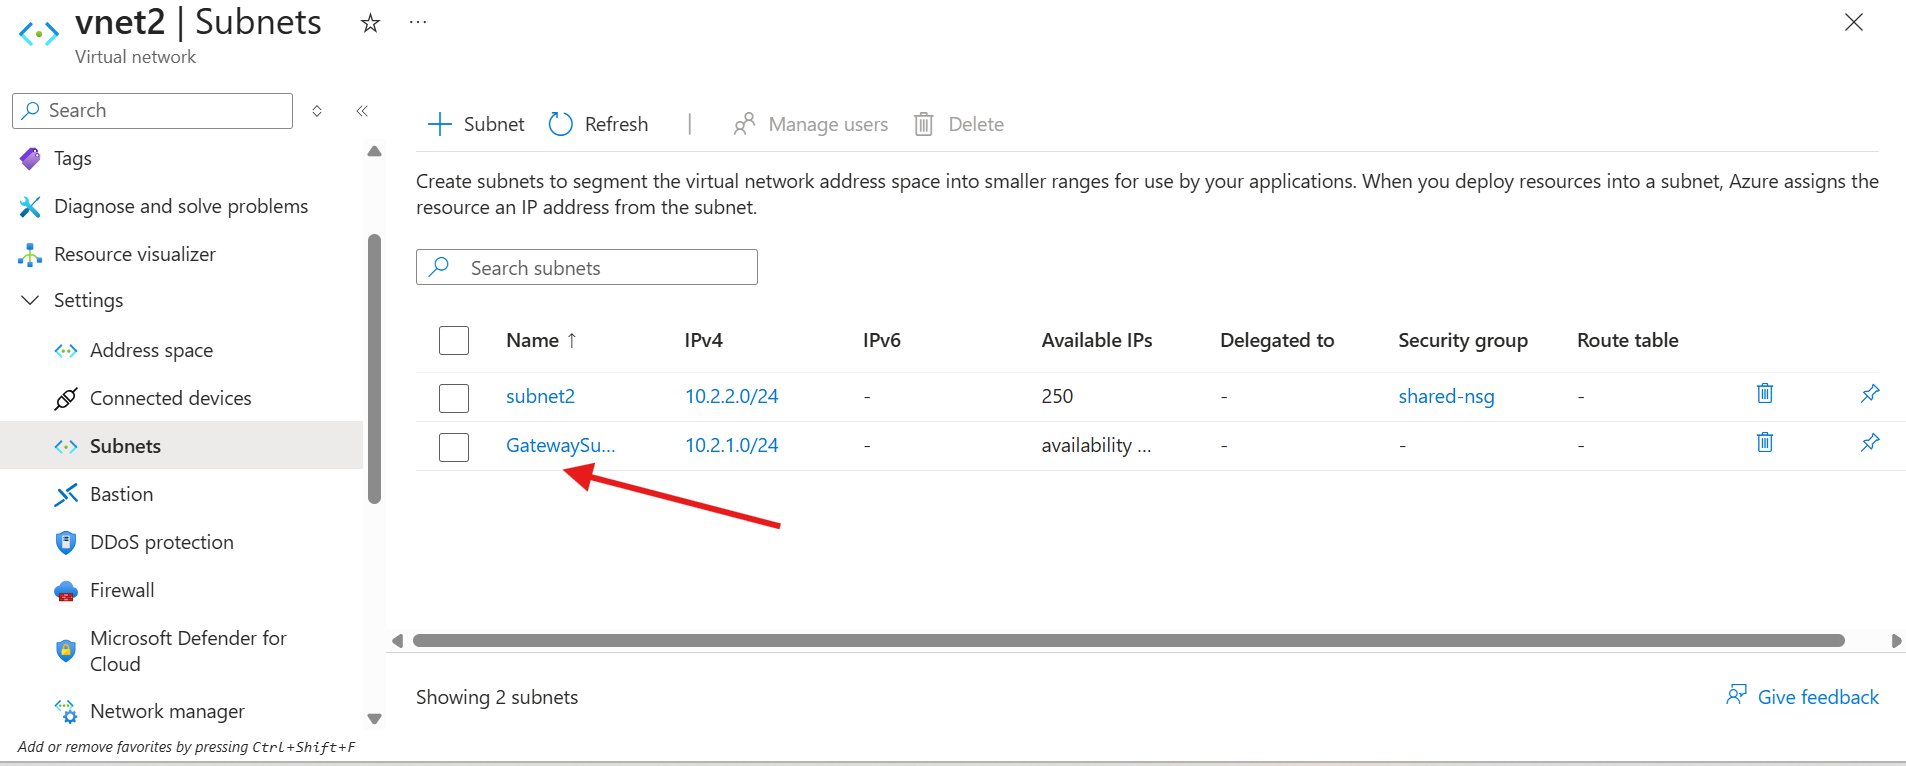 vnet2 | Subnets ☆ ...
Virtual network
Search
Tags
Diagnose and solve problems
Resource visualizer
Settings
Address space
Connected devices
Subnets
Bastion
DDoS protection
Firewall
Microsoft Defender for
Cloud
Network manager
Add or remove favorites by pressing Ctrl+Shift+F
Subnet Refresh | Manage users Delete
Create subnets to segment the virtual network address space into smaller ranges for use by your applications. When you deploy resources into a subnet, Azure assigns the
resource an IP address from the subnet.
Search subnets
Name ↑ IPv4 IPv6 Available IPs Delegated to Security group Route table
subnet2 10.2.2.0/24 - 250 - shared-nsg -
GatewaySu... 10.2.1.0/24 - availability ... - - -
Showing 2 subnets
Give feedback